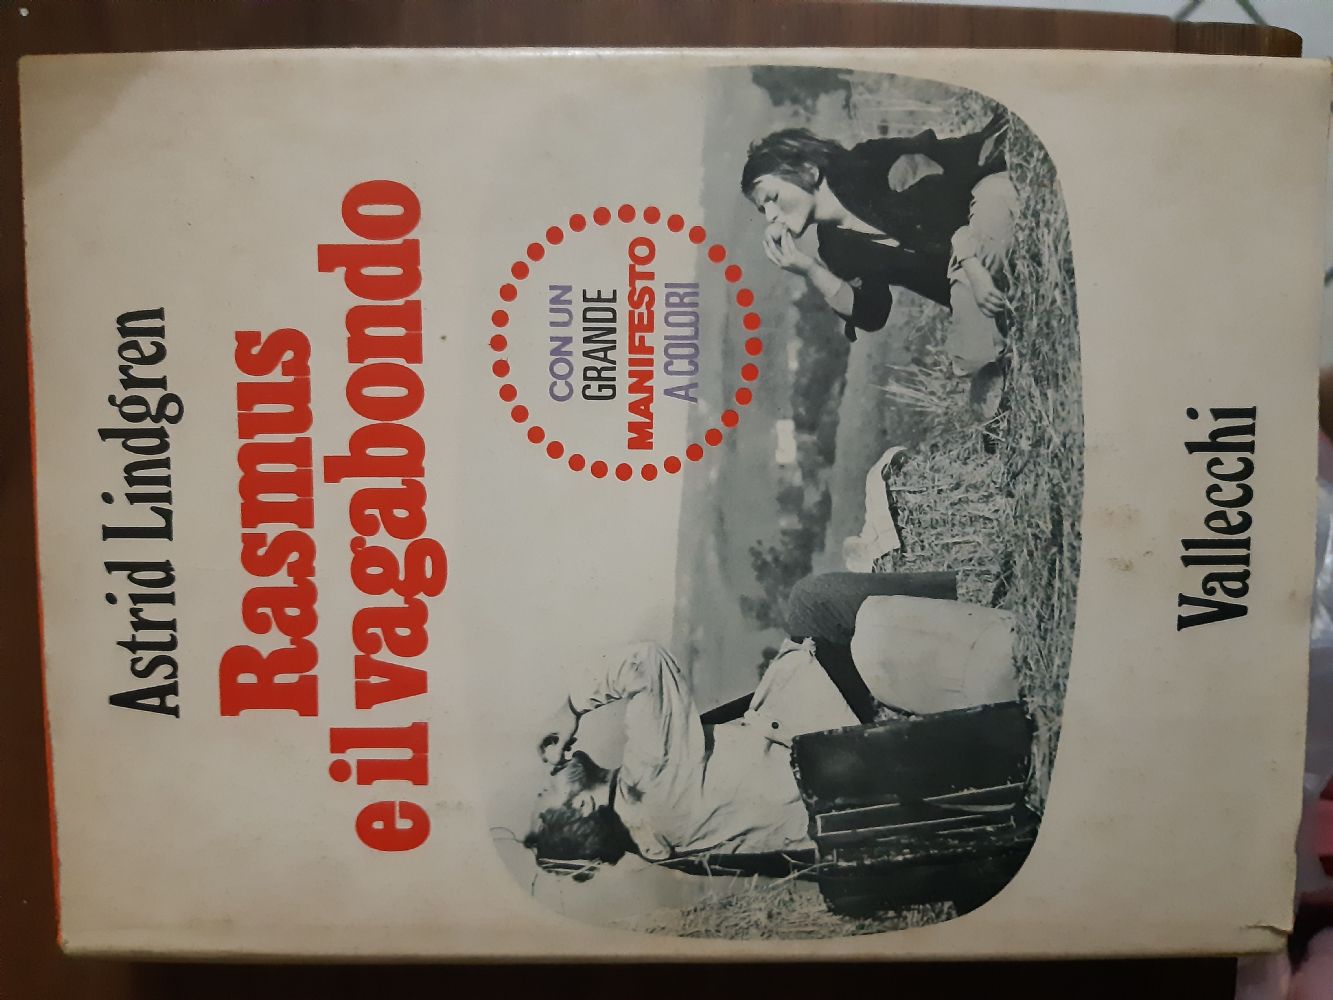 Astrid Lindgren
Rasmus
e il vagabondo
CON UN
GRANDE
MANIFESTO
A COLORI
Vallecchi